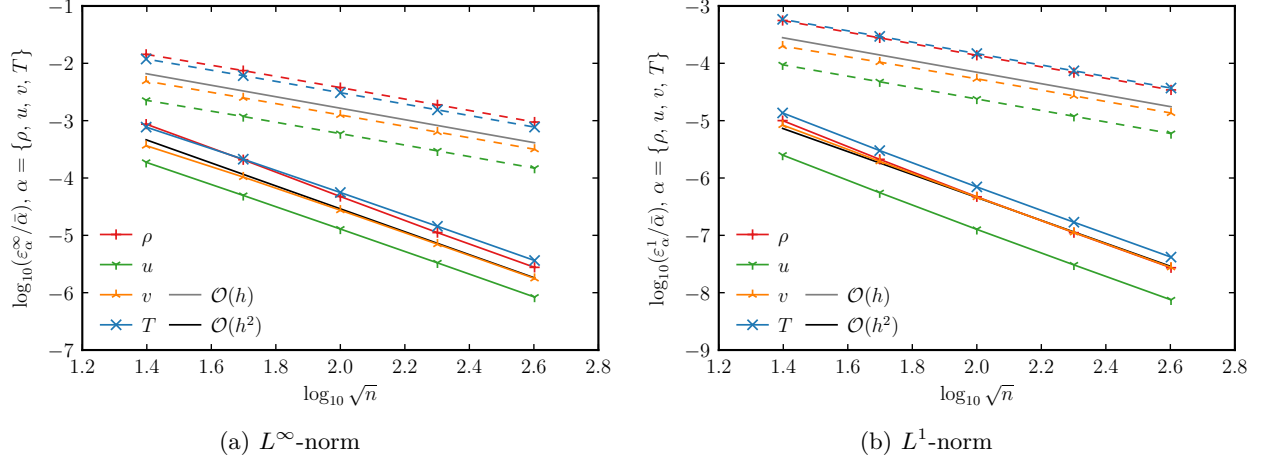 −1
−2
−3
−4
−5
−6
−7
1.2 1.4 1.6 1.8 2.0 2.2 2.4 2.6 2.8
log₁₀ √n
log₁₀(ε_α^∞/ᾱ), α = {ρ, u, v, T}
ρ
u
v O(h)
T O(h²)
(a) L^∞-norm
−3
−4
−5
−6
−7
−8
−9
1.2 1.4 1.6 1.8 2.0 2.2 2.4 2.6 2.8
log₁₀ √n
log₁₀(ε_α^1/ᾱ), α = {ρ, u, v, T}
ρ
u
v O(h)
T O(h²)
(b) L¹-norm